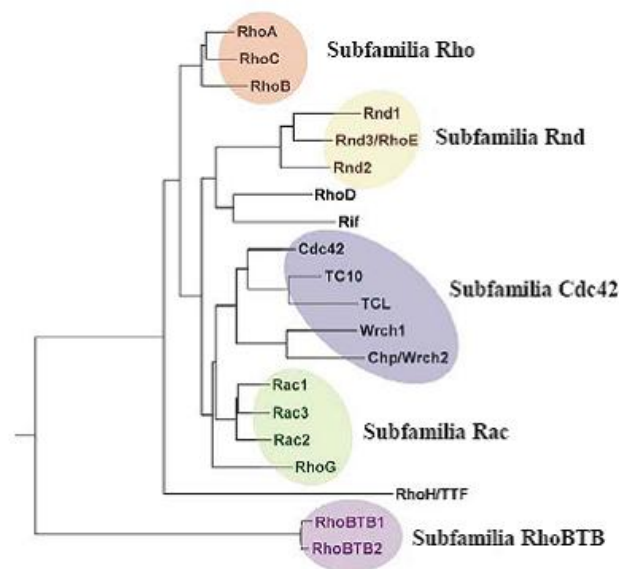 RhoA
Subfamilia Rho
RhoC
RhoB
Rnd1
Rnd3/RhoE
Subfamilia Rnd
Rnd2
RhoD
Rif
Cdc42
TC10
Subfamilia Cdc42
TCL
Wrch1
Chp/Wrch2
Rac1
Rac3
Subfamilia Rac
Rac2
RhoG
RhoH/TTF
RhoBTB1
Subfamilia RhoBTB
RhoBTB2